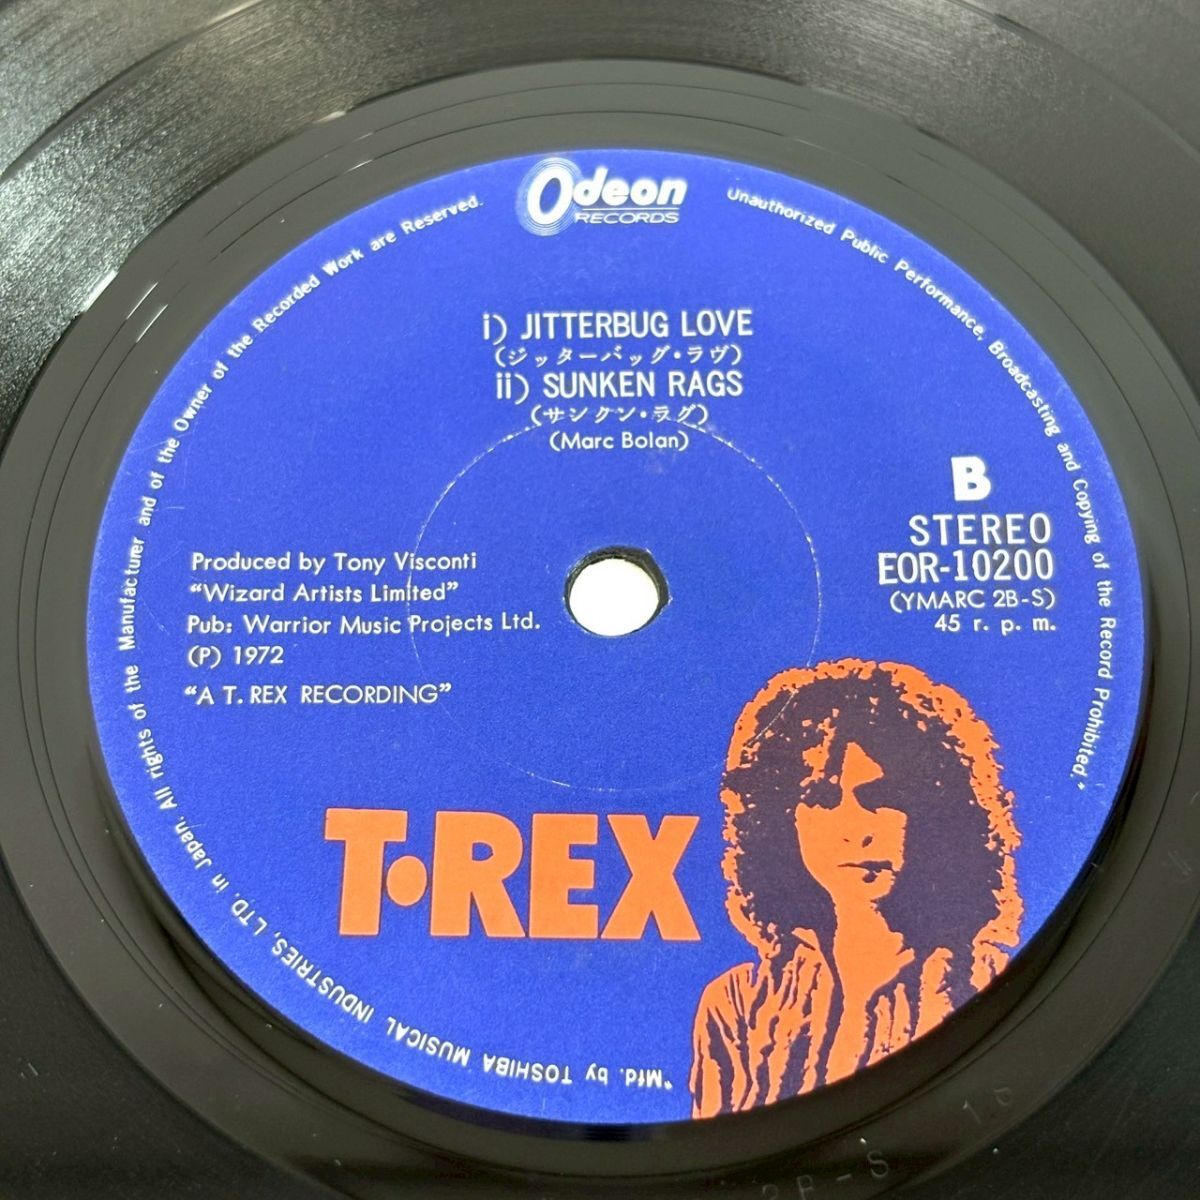 Odeon
RECORDS
i) JITTERBUG LOVE
(ジッターバッグ・ラヴ)
ii) SUNKEN RAGS
(サンクン・ラグ)
(Marc Bolan)
B
STEREO
EOR-10200
(YMARC 2B-S)
45 r. p. m.
Produced by Tony Visconti
"Wizard Artists Limited"
Pub: Warrior Music Projects Ltd.
(P) 1972
"A T. REX RECORDING"
T•REX
"Mfd. by TOSHIBA MUSICAL INDUSTRIES, LTD. in Japan. All rights of the Manufacturer and of the Owner of the Recorded Work are Reserved.
Unauthorized Public Performance, Broadcasting and Copying of the Record Prohibited."